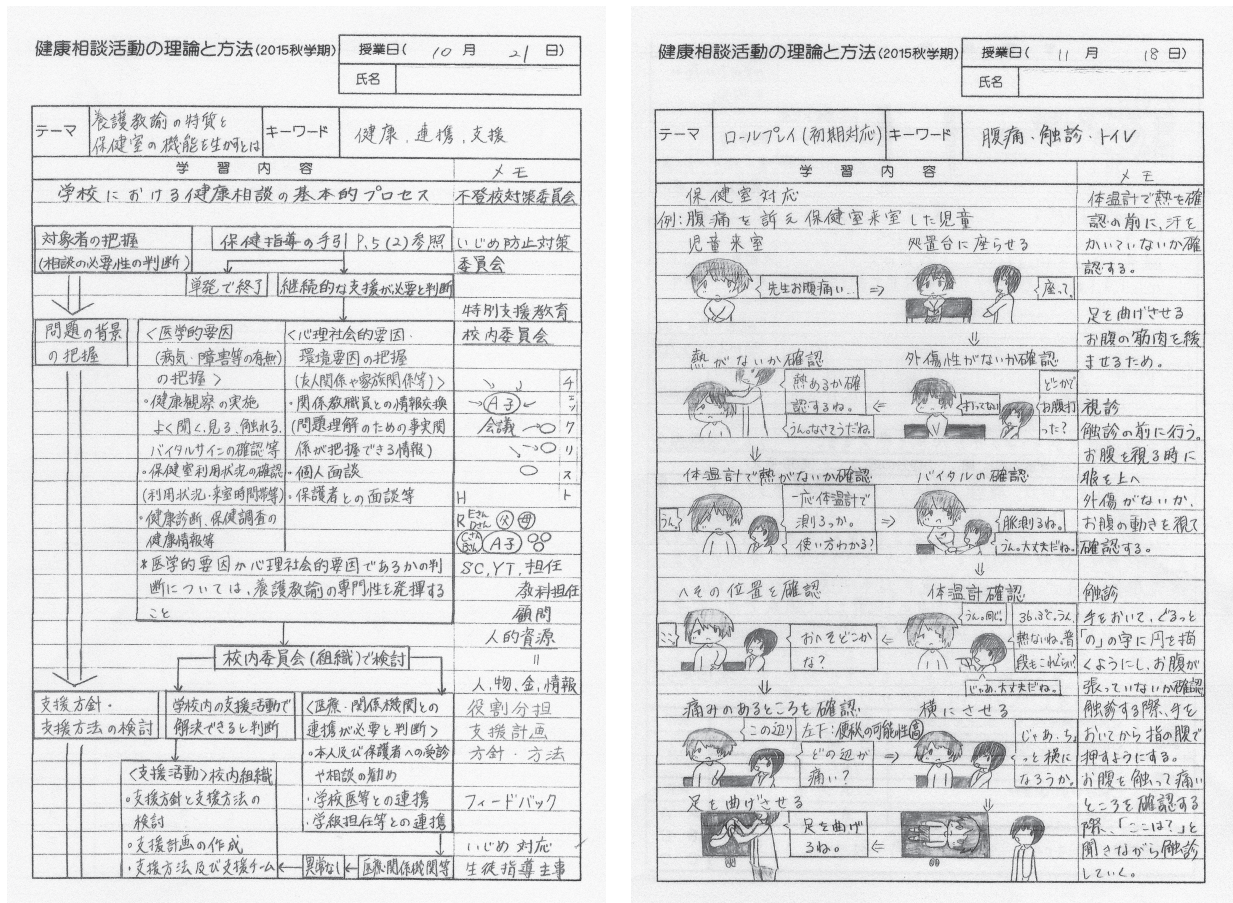 健康相談活動の理論と方法(2015秋学期)
授業日( 10 月 21 日)
氏名
テーマ
養護教諭の特質と
保健室の機能を生かすとは
キーワード
健康、連携、支援
学習内容
メモ
学校における健康相談の基本的プロセス
対象者の把握
(相談の必要性の判断)
保健指導の手引 P.5(2)参照
単発で終了
継続的な支援が必要と判断
問題の背景
の把握
<医学的要因
(病気・障害等の有無)
の把握>
・健康観察の実施
よく聞く、見る、触れる、
バイタルサインの確認等
・保健室利用状況の確認
(利用状況・来室時間帯等)
・健康診断、保健調査の
健康情報等
<心理社会的要因・
環境要因の把握
(友人関係や家族関係等)>
・関係教職員との情報交換
(問題理解のための事実関
係が把握できる情報)
・個人面談
・保護者との面談等
*医学的要因か心理社会的要因であるかの判
断については、養護教諭の専門性を発揮する
こと
校内委員会(組織)で検討
支援方針・
支援方法の検討
学校内の支援活動で
解決できると判断
<医療・関係機関との
連携が必要と判断>
・本人及び保護者への受診
や相談の勧め
・学校医等との連携
・学級担任等との連携
<支援活動>校内組織
・支援方針と支援方法の
検討
・支援計画の作成
・支援方法及び支援チーム
異常なし
医療関係機関等
不登校対策委員会
いじめ防止対策
委員会
特別支援教育
校内委員会
A子
会議
H
R
Eさん
Dさん
父
母
Cさん
Bさん
A子
SC,YT,担任
教科担任
顧問
人的資源
=
人、物、金、情報
役割分担
支援計画
方針・方法
フィードバック
いじめ対応
生徒指導主事
健康相談活動の理論と方法(2015秋学期)
授業日( 11 月 18 日)
氏名
テーマ
ロールプレイ(初期対応)
キーワード
腹痛・触診・トイレ
学習内容
メモ
保健室対応
例:腹痛を訴え保健室来室した児童
児童来室
処置台に座らせる
先生お腹痛い…
座って。
熱がないか確認
外傷性がないか確認
熱あるか確
認するね。
うん。なさそうだね。
打ってない
どこかで
お腹打
った?
体温計で熱がないか確認
バイタルの確認
うん。
一応体温計で
測ろっか。
使い方わかる?
脈測るね。
うん。大丈夫だね。
へその位置を確認
体温計確認
ここ。
おへそどこか
な?
うん。同じ。
36.5℃。うん、
熱ないね。普
段もこれぐらい?
じゃあ、大丈夫だね。
痛みのあるところを確認
横にさせる
この辺り
左下:便秘の可能性高
どの辺が
痛い?
じゃあ、ち。
っと横に
なろうか。
足を曲げさせる
足を曲げ
るね。
体温計で熱を確
認の前に、汗を
かいていないか確
認する。
足を曲げさせる
お腹の筋肉を緩
ませるため。
視診
触診の前に行う。
お腹を視る時に
服を上へ
外傷がないか、
お腹の動きを視て
確認する。
触診
手をおいて、ぐるっと
「の」の字に円を描
くようにし、お腹が
張っていないか確認
触診する際、手を
おいてから指の腹で
押すようにする。
お腹を触って痛い
ところを確認する
際、「ここは?」と
聞きながら触診
していく。